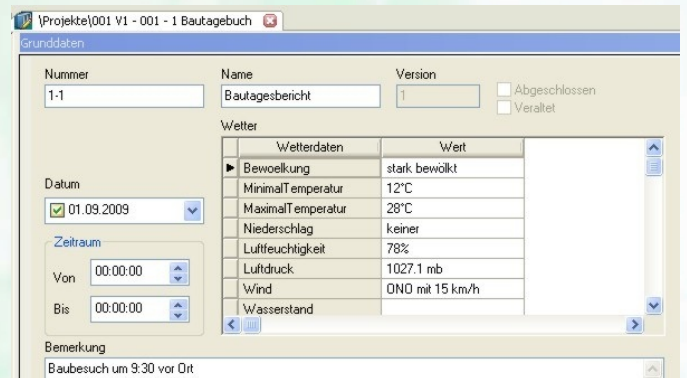 \Projekte\001 V1 - 001 - 1 Bautagebuch
Grunddaten
Nummer
1-1
Name
Bautagesbericht
Version
1
Abgeschlossen
Veraltet
Wetter
Wetterdaten Wert
Bewoelkung stark bewölkt
MinimalTemperatur 12°C
MaximalTemperatur 28°C
Niederschlag keiner
Luftfeuchtigkeit 78%
Luftdruck 1027.1 mb
Wind ONO mit 15 km/h
Wasserstand
Datum
01.09.2009
Zeitraum
Von 00:00:00
Bis 00:00:00
Bemerkung
Baubesuch um 9:30 vor Ort